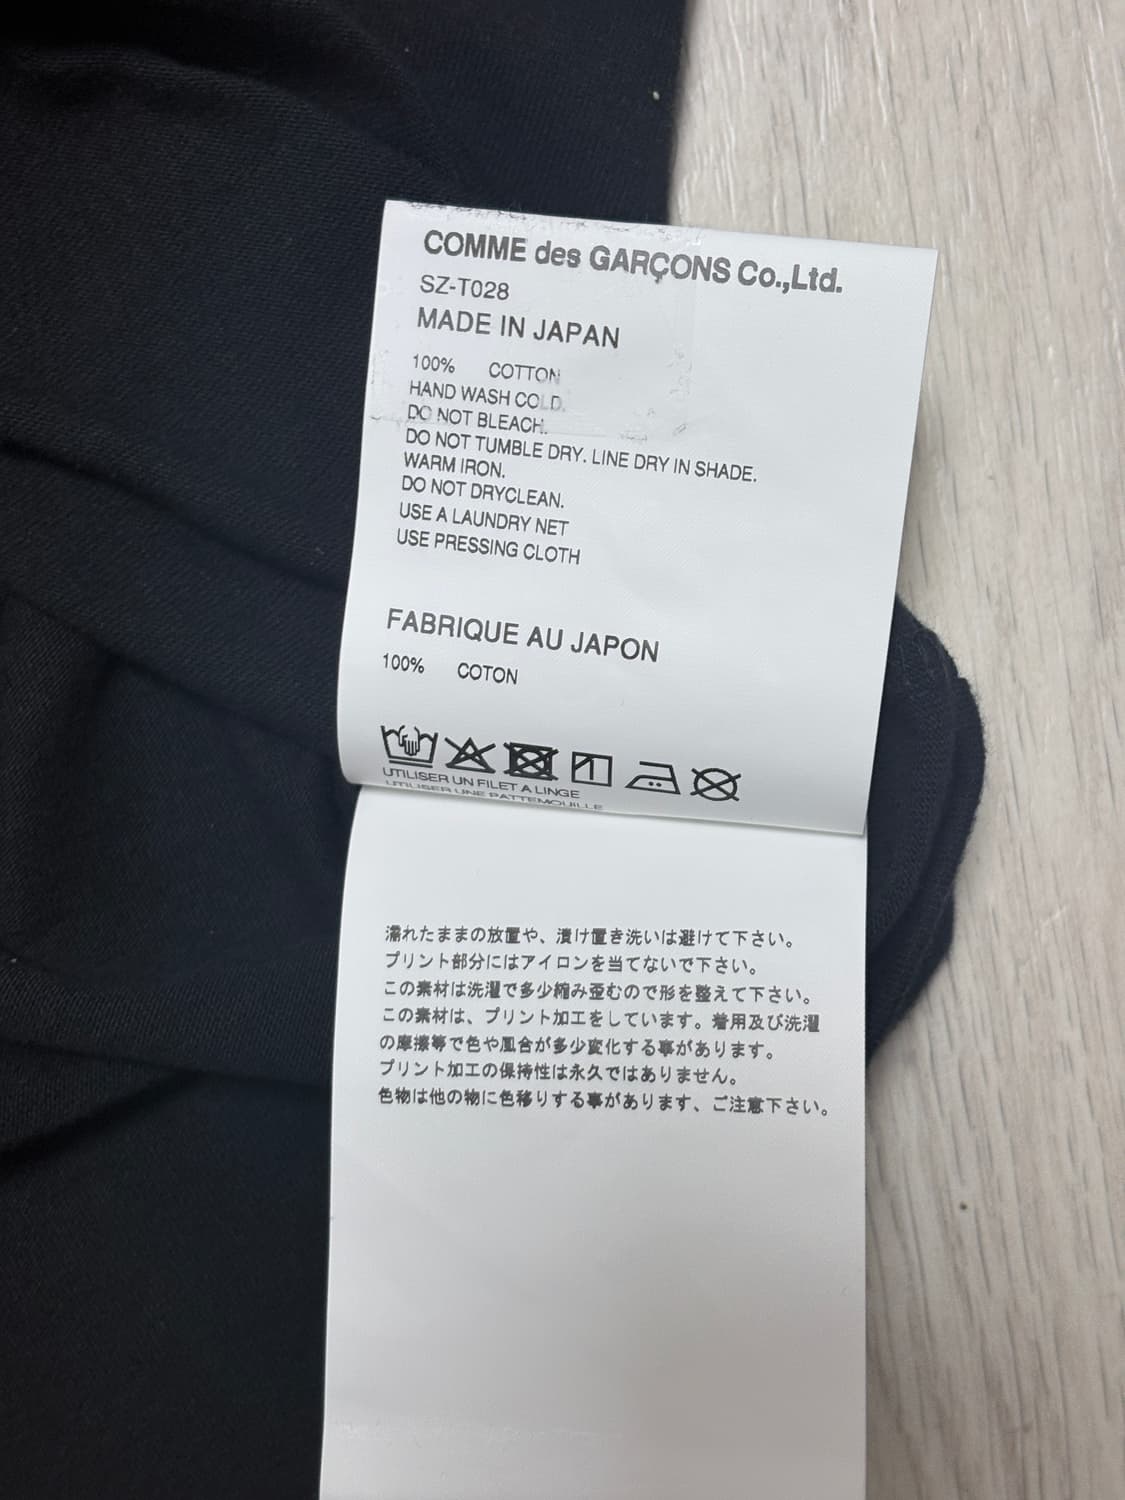 COMME des GARÇONS Co.,Ltd.
SZ-T028
MADE IN JAPAN
100% COTTON
HAND WASH COLD.
DO NOT BLEACH.
DO NOT TUMBLE DRY. LINE DRY IN SHADE.
WARM IRON.
DO NOT DRYCLEAN.
USE A LAUNDRY NET
USE PRESSING CLOTH
FABRIQUE AU JAPON
100% COTON
UTILISER UN FILET A LINGE
UTILISER UNE PATTEMOUILLE
濡れたままの放置や、漬け置き洗いは避けて下さい。
プリント部分にはアイロンを当てないで下さい。
この素材は洗濯で多少縮み歪むので形を整えて下さい。
この素材は、プリント加工をしています。着用及び洗濯
の摩擦等で色や風合が多少変化する事があります。
プリント加工の保持性は永久ではありません。
色物は他の物に色移りする事があります、ご注意下さい。